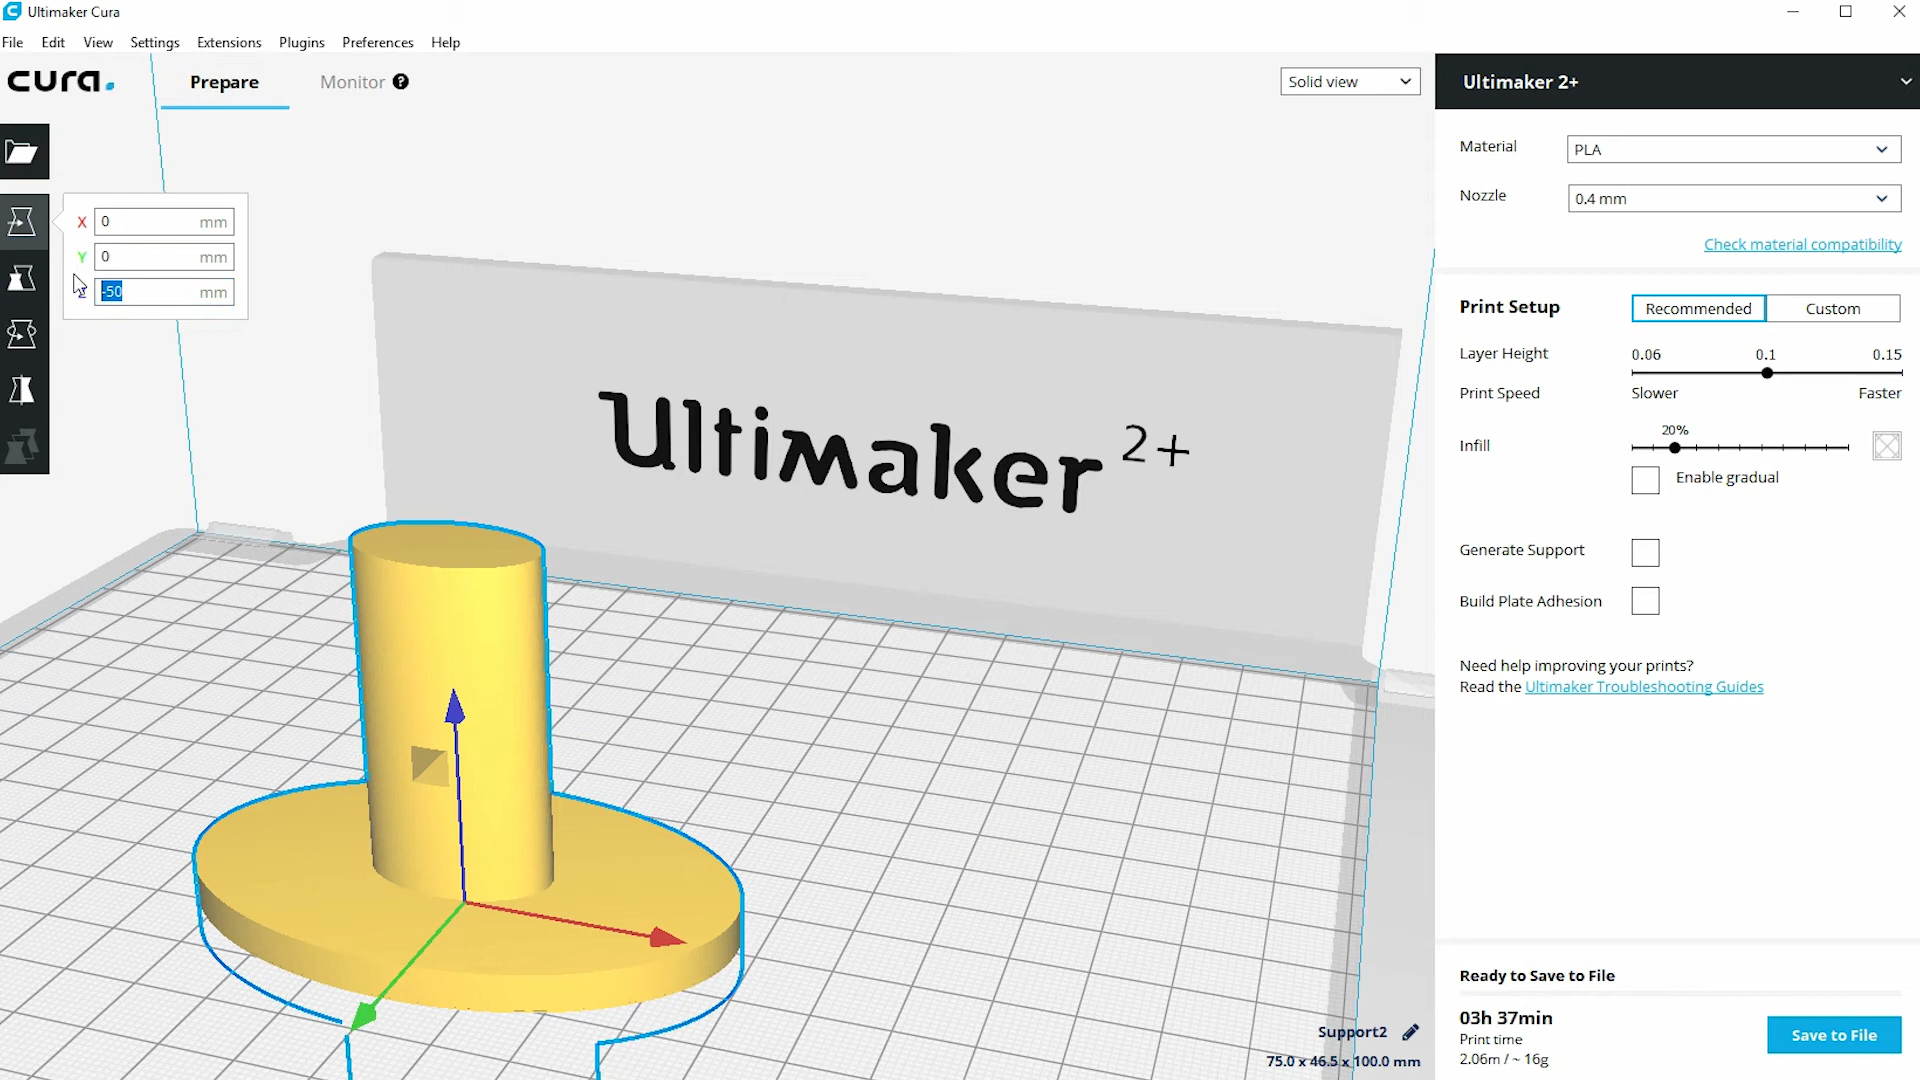 Ultimaker Cura
File Edit View Settings Extensions Plugins Preferences Help
cura.
Prepare
Monitor ?
Solid view
Ultimaker 2+
Material
PLA
Nozzle
0.4 mm
Check material compatibility
X 0 mm
Y 0 mm
Z -50 mm
Print Setup
Recommended
Custom
Layer Height
0.06 0.1 0.15
Print Speed
Slower Faster
Infill
20%
Enable gradual
Generate Support
Build Plate Adhesion
Need help improving your prints?
Read the Ultimaker Troubleshooting Guides
Ultimaker 2+
Support2
75.0 x 46.5 x 100.0 mm
Ready to Save to File
03h 37min
Print time
2.06m / ~ 16g
Save to File